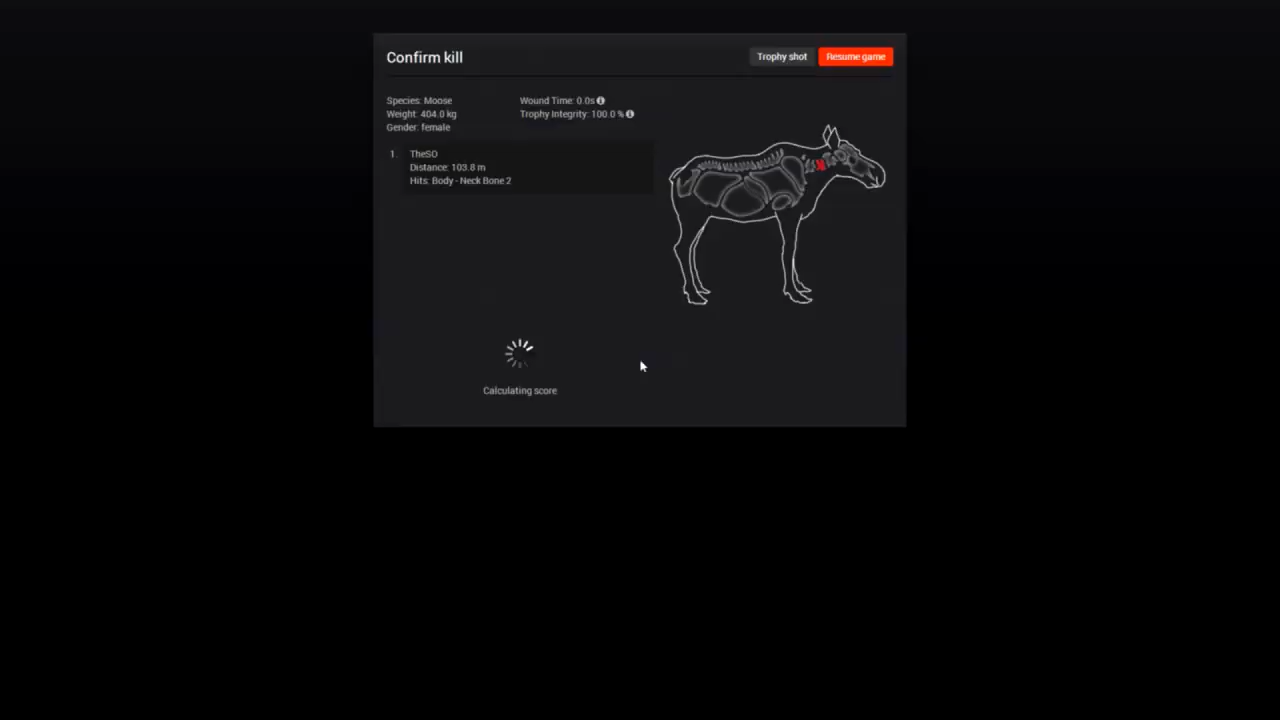 Confirm kill
Trophy shot
Resume game
Species: Moose
Weight: 404.0 kg
Gender: female
Wound Time: 0.0s
Trophy Integrity: 100.0 %
1.
TheSO
Distance: 103.8 m
Hits: Body - Neck Bone 2
Calculating score